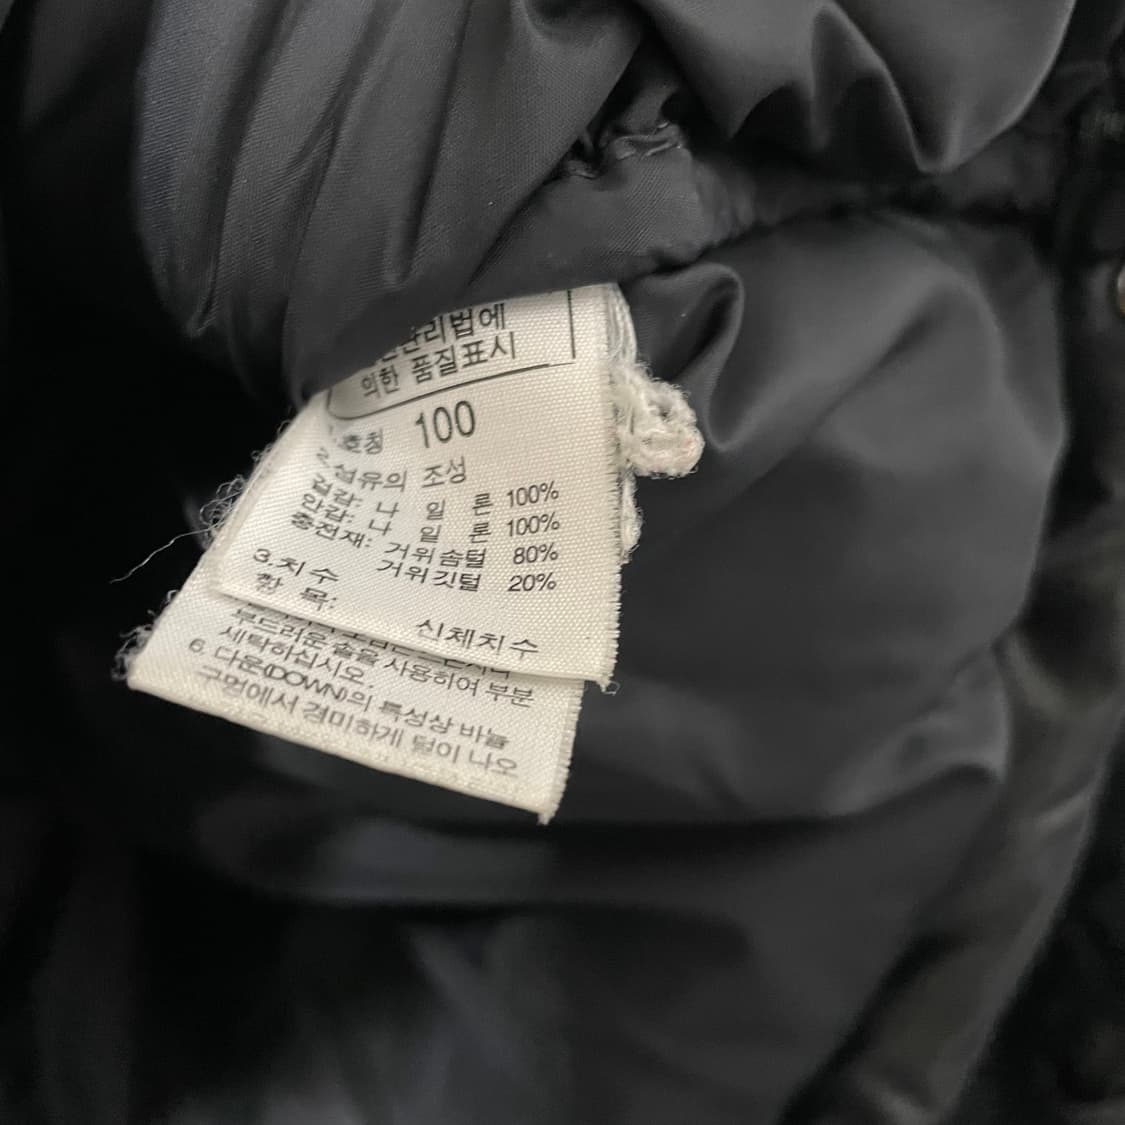 관리법에
의한 품질표시
1.호칭 100
2.섬유의 조성
겉감: 나 일 론 100%
안감: 나 일 론 100%
충전재: 거위솜털 80%
거위깃털 20%
3.치수
항 목: 신체치수
부드러운 솔을 사용하여 부분
세탁하십시오.
6. 다운(DOWN)의 특성상 바늘
구멍에서 경미하게 털이 나오